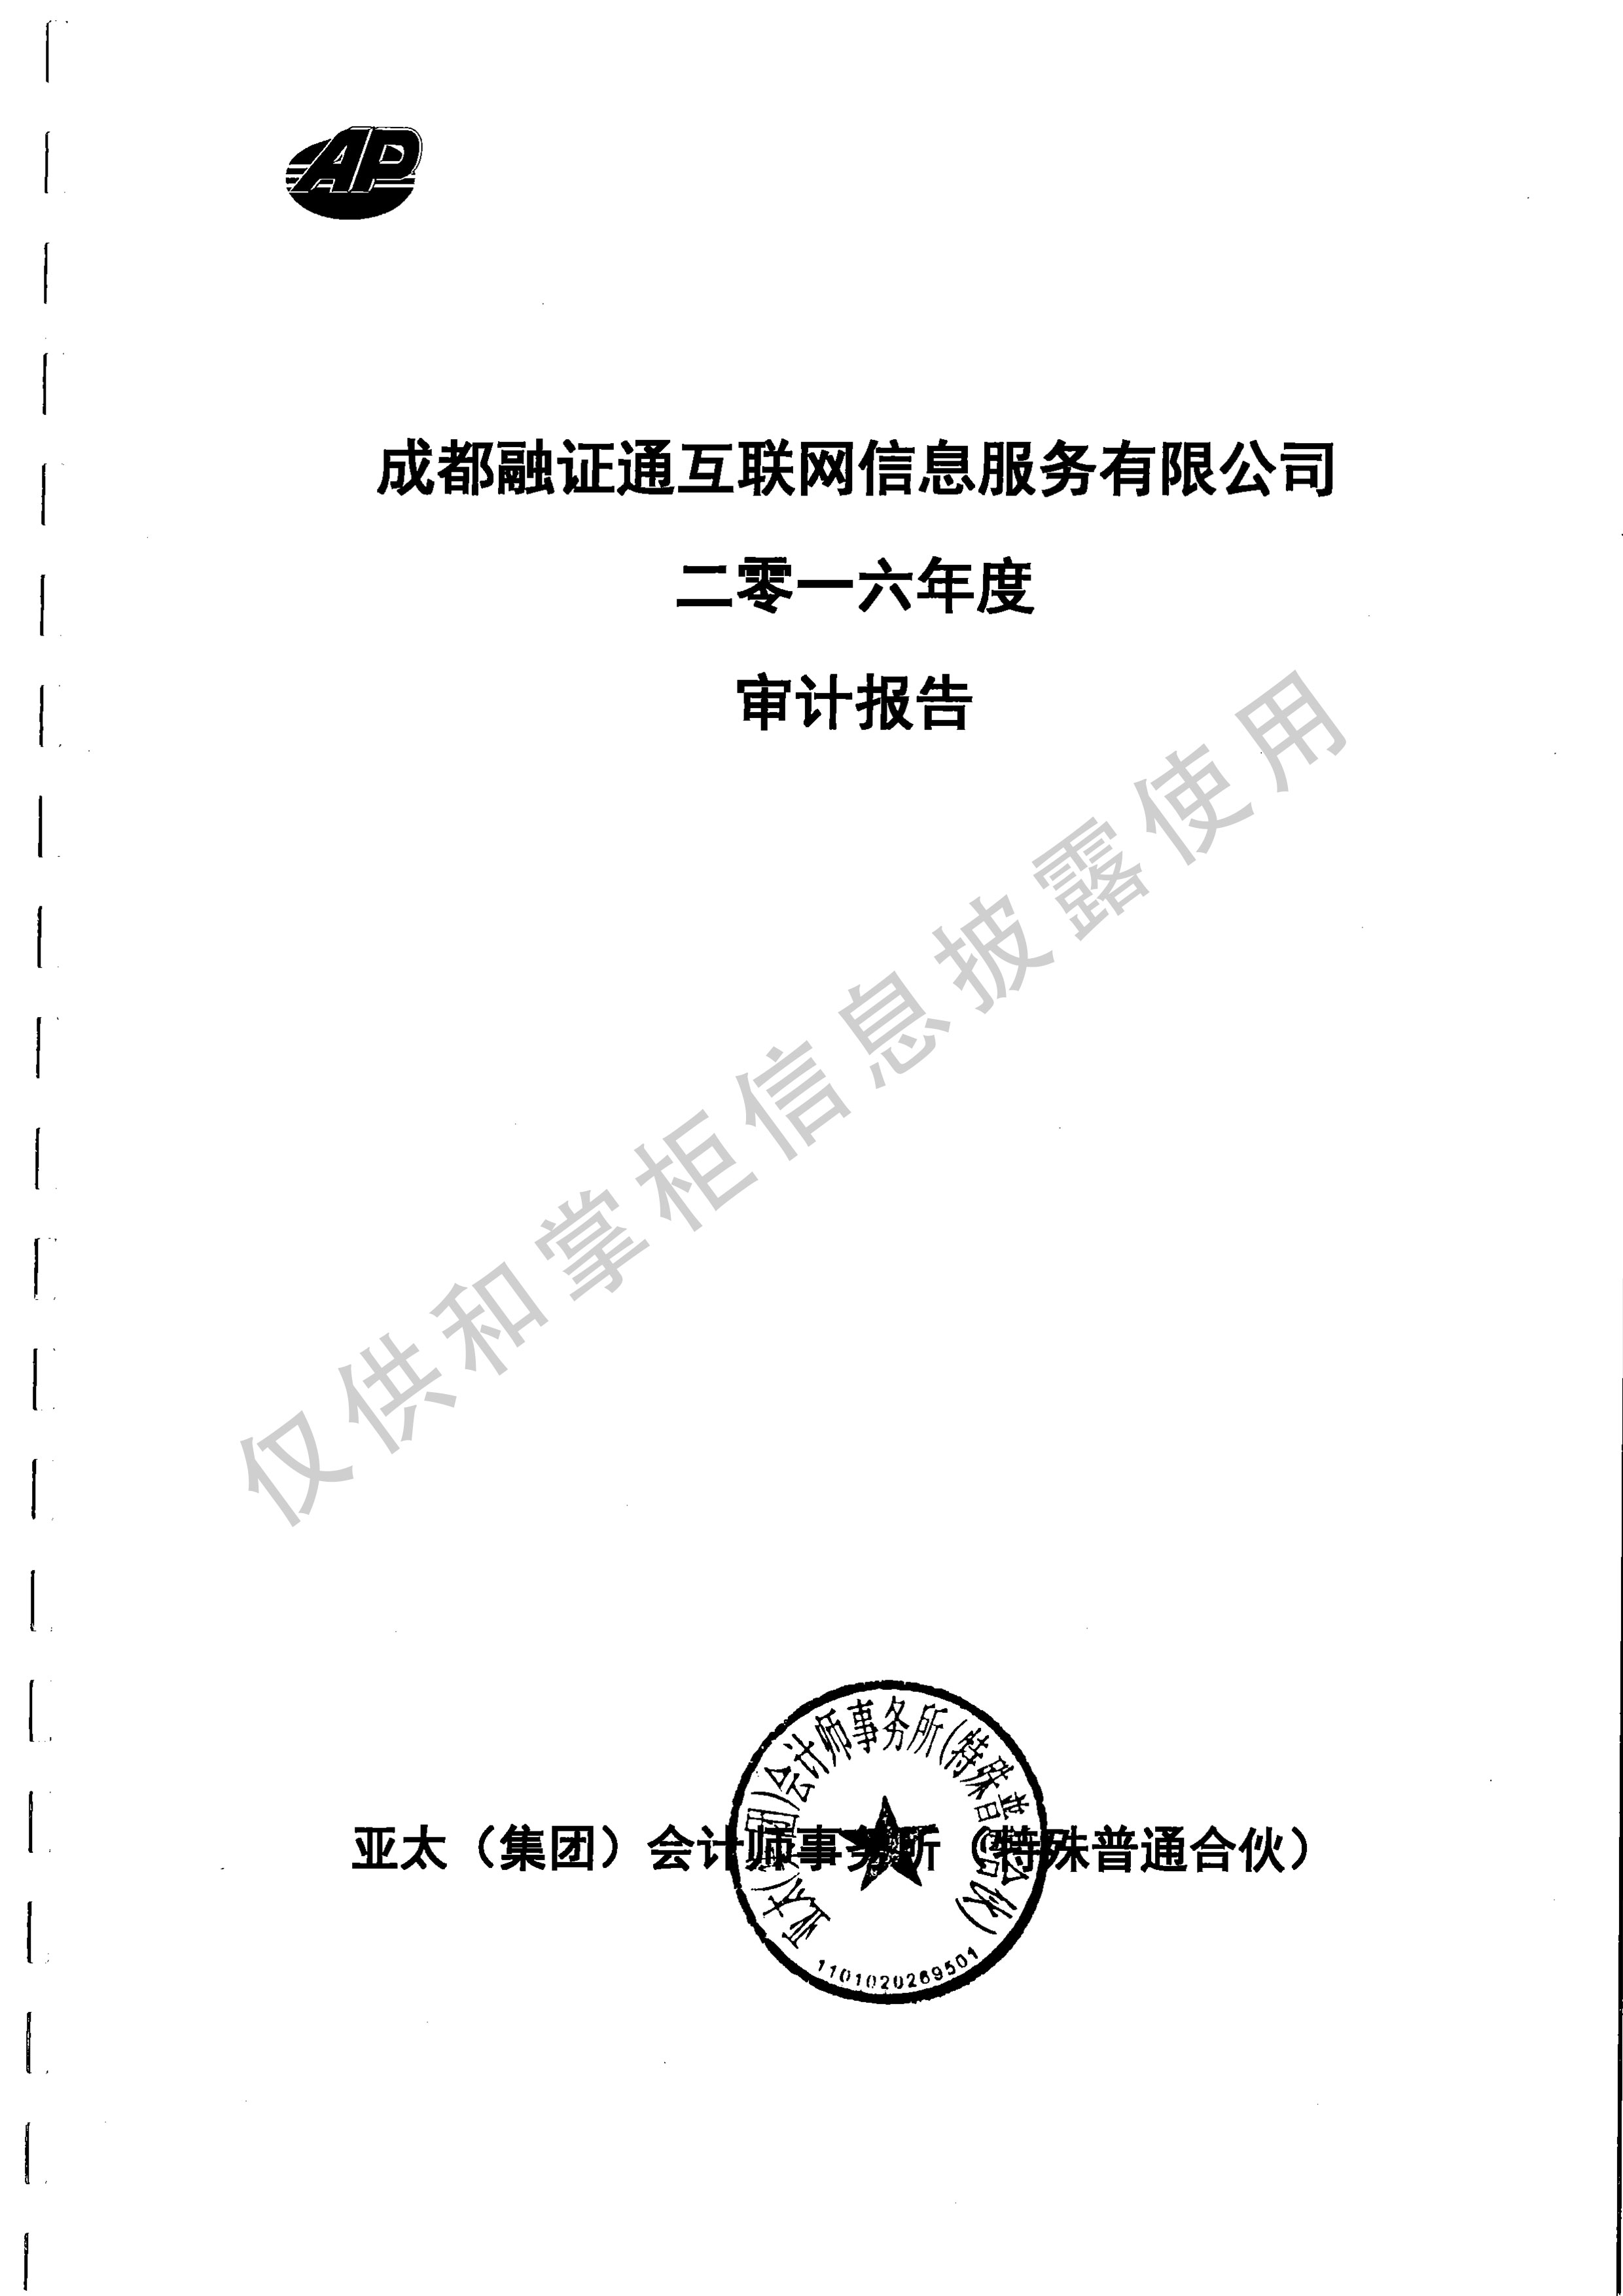 AP
成都融证通互联网信息服务有限公司
二零一六年度
审计报告
仅供和掌柜信息披露使用
亚太（集团）会计师事务所（特殊普通合伙）
亚太(集团)会计师事务所(特殊普通合伙)
1101020269501